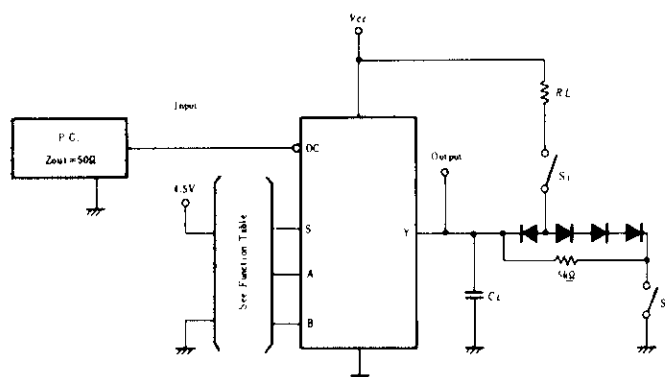 Vcc
RL
Input
P.G.
Zout=50Ω
OC
Output
S1
4.5V
See Function Table
S
Y
A
5kΩ
CL
B
S